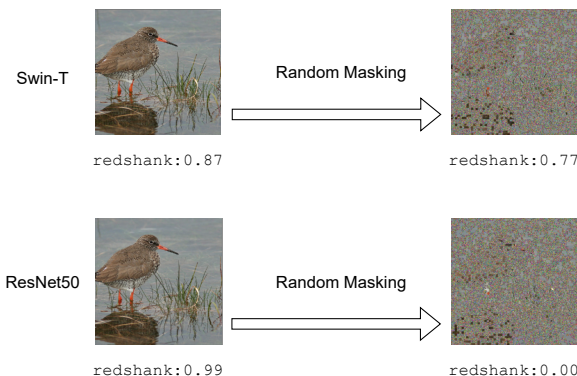 Swin-T
Random Masking
redshank:0.87
redshank:0.77
ResNet50
Random Masking
redshank:0.99
redshank:0.00